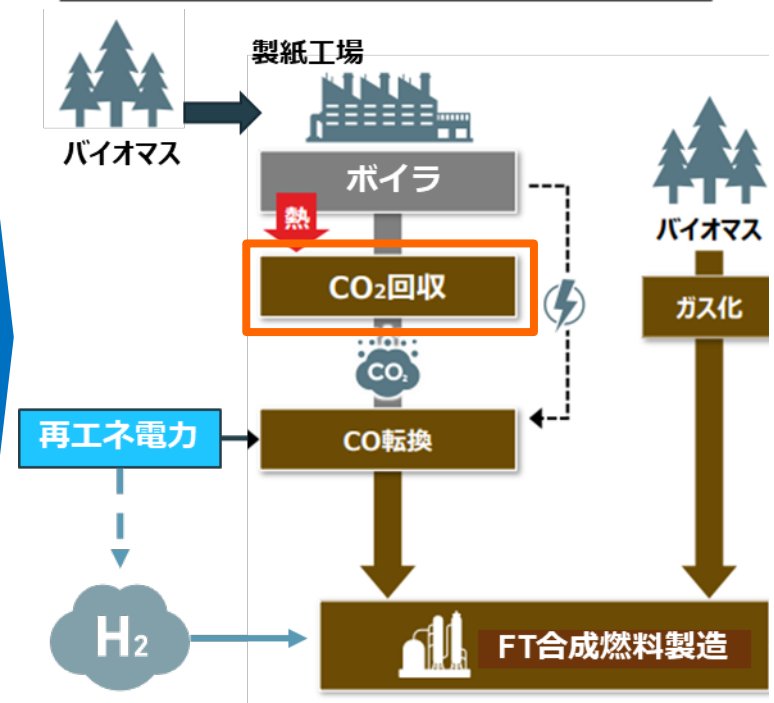 製紙工場
バイオマス
ボイラ
熱
バイオマス
CO₂回収
ガス化
CO₂
再エネ電力
CO転換
H₂
FT合成燃料製造